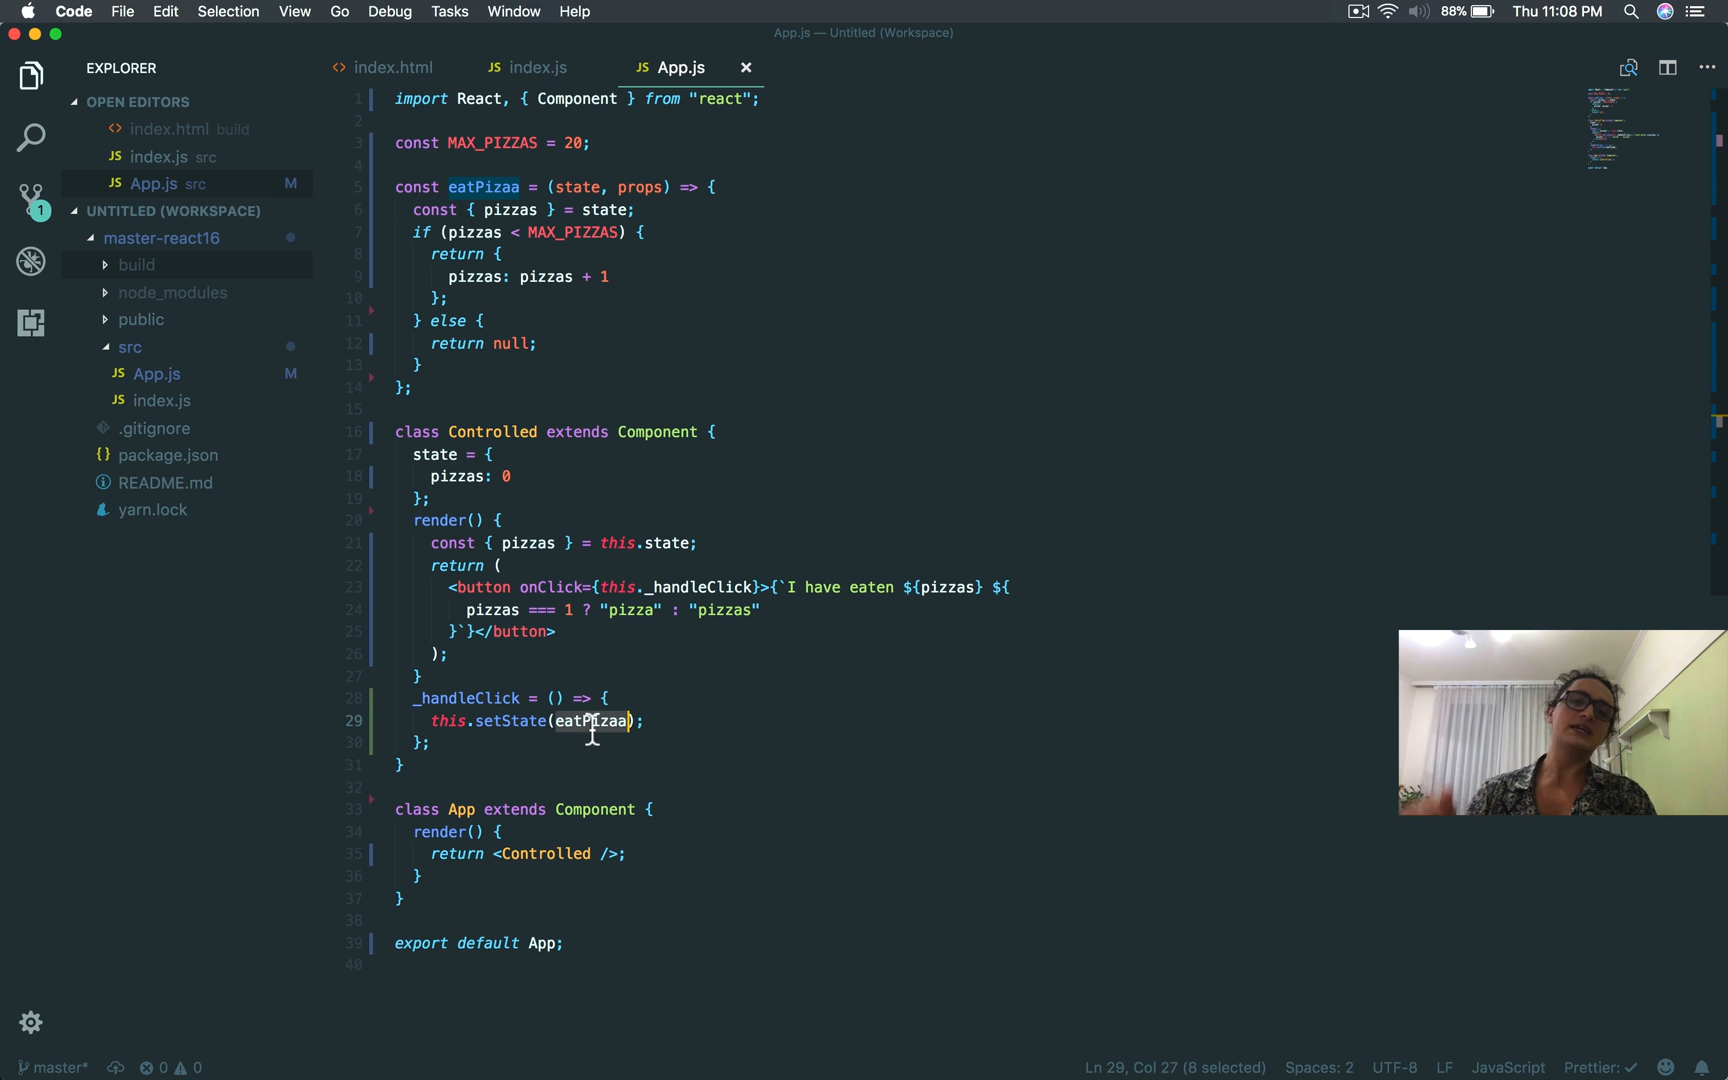 Code File Edit Selection View Go Debug Tasks Window Help 88% Thu 11:08 PM
App.js — Untitled (Workspace)
EXPLORER
OPEN EDITORS
<> index.html build
JS index.js src
JS App.js src M
UNTITLED (WORKSPACE)
master-react16
build
node_modules
public
src
JS App.js M
JS index.js
.gitignore
{} package.json
README.md
yarn.lock
1
<> index.html JS index.js JS App.js ×
1 import React, { Component } from "react";
2
3 const MAX_PIZZAS = 20;
4
5 const eatPizaa = (state, props) => {
6 const { pizzas } = state;
7 if (pizzas < MAX_PIZZAS) {
8 return {
9 pizzas: pizzas + 1
10 };
11 } else {
12 return null;
13 }
14 };
15
16 class Controlled extends Component {
17 state = {
18 pizzas: 0
19 };
20 render() {
21 const { pizzas } = this.state;
22 return (
23 <button onClick={this._handleClick}>{`I have eaten ${pizzas} ${
24 pizzas === 1 ? "pizza" : "pizzas"
25 }`}</button>
26 );
27 }
28 _handleClick = () => {
29 this.setState(eatPizaa);
30 };
31 }
32
33 class App extends Component {
34 render() {
35 return <Controlled />;
36 }
37 }
38
39 export default App;
40
master* 0 0 Ln 29, Col 27 (8 selected) Spaces: 2 UTF-8 LF JavaScript Prettier: ✓